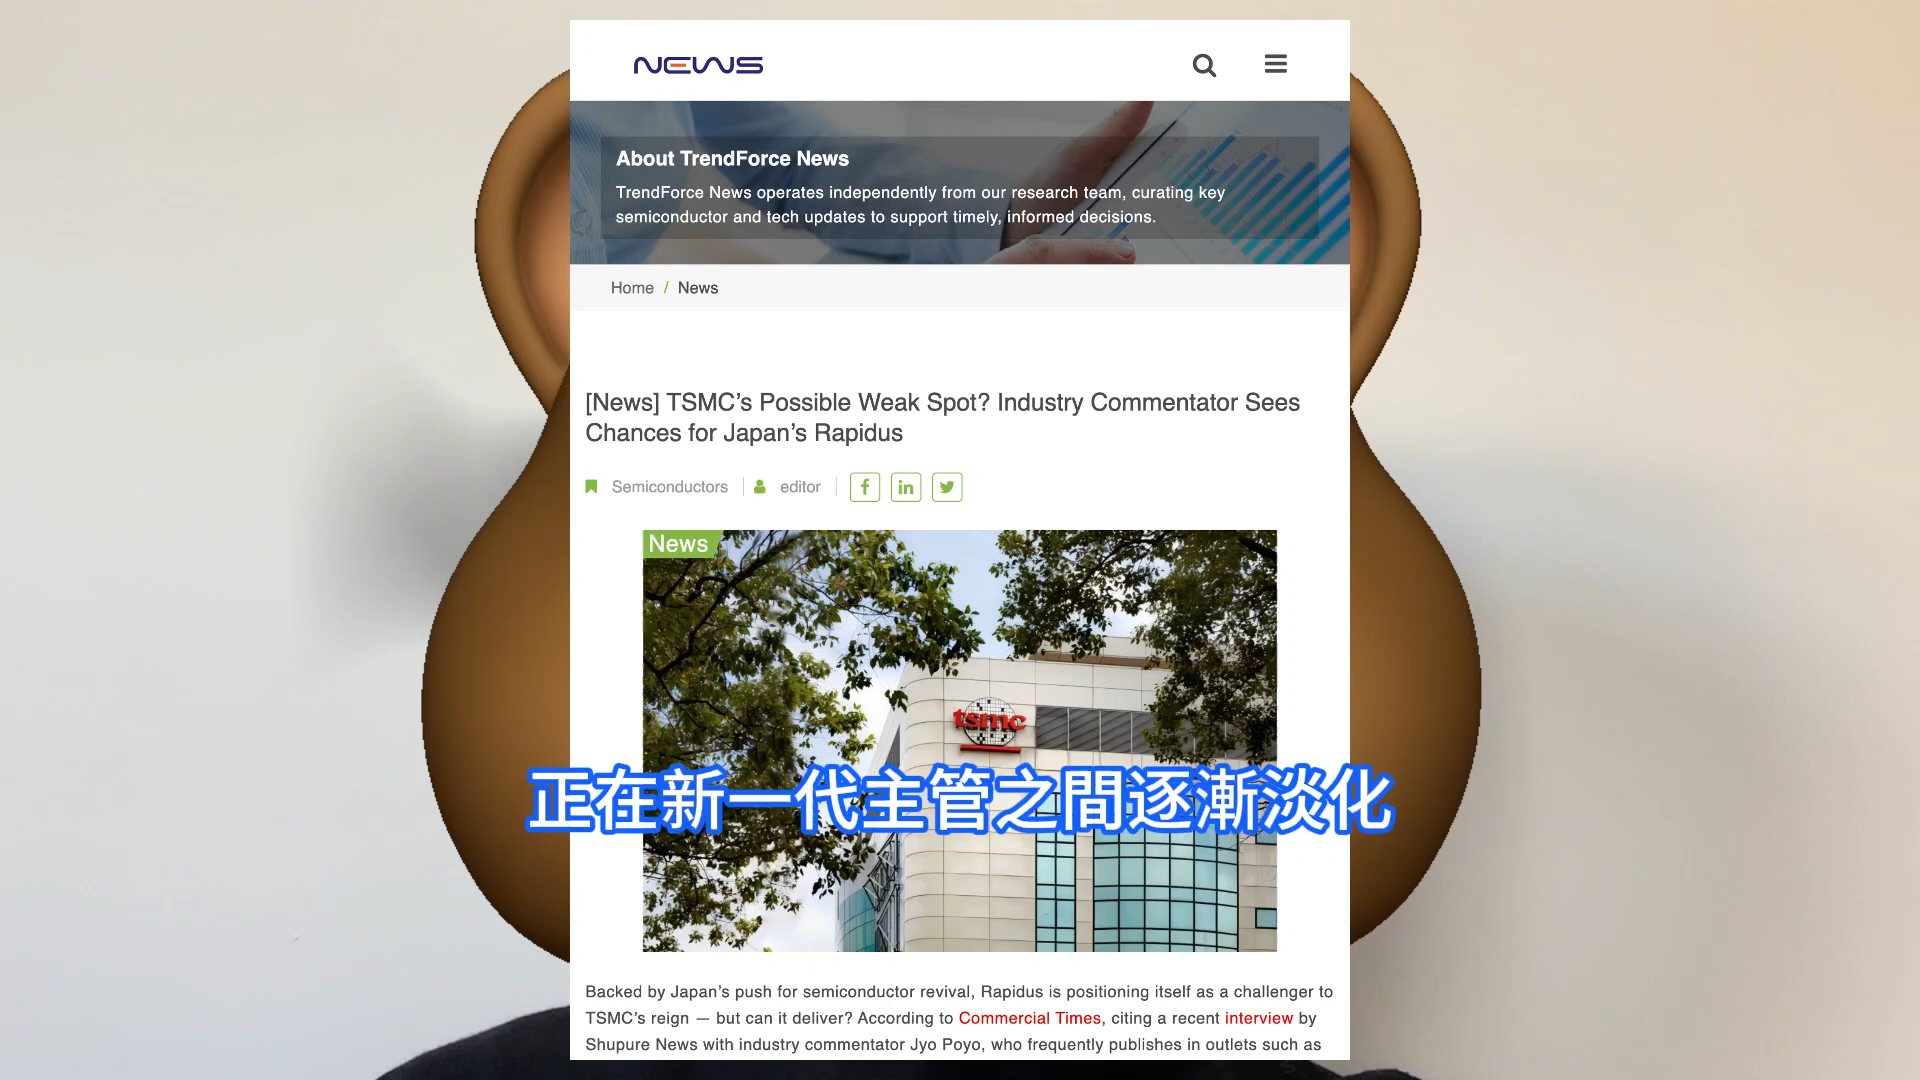 NEWS
About TrendForce News
TrendForce News operates independently from our research team, curating key
semiconductor and tech updates to support timely, informed decisions.
Home / News
[News] TSMC’s Possible Weak Spot? Industry Commentator Sees
Chances for Japan’s Rapidus
Semiconductors editor
News
tsmc
正在新一代主管之間逐漸淡化
Backed by Japan’s push for semiconductor revival, Rapidus is positioning itself as a challenger to
TSMC’s reign — but can it deliver? According to Commercial Times, citing a recent interview by
Shupure News with industry commentator Jyo Poyo, who frequently publishes in outlets such as